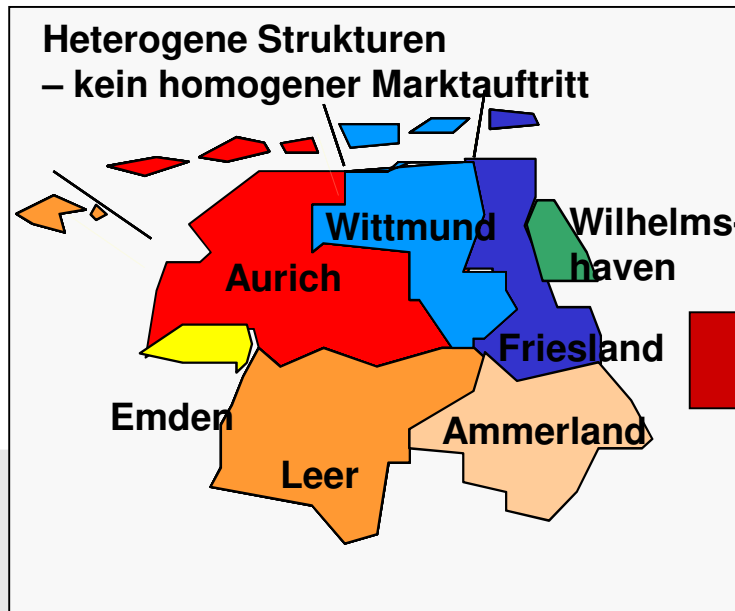 Heterogene Strukturen
– kein homogener Marktauftritt
Wittmund
Wilhelms-
haven
Aurich
Friesland
Emden
Ammerland
Leer